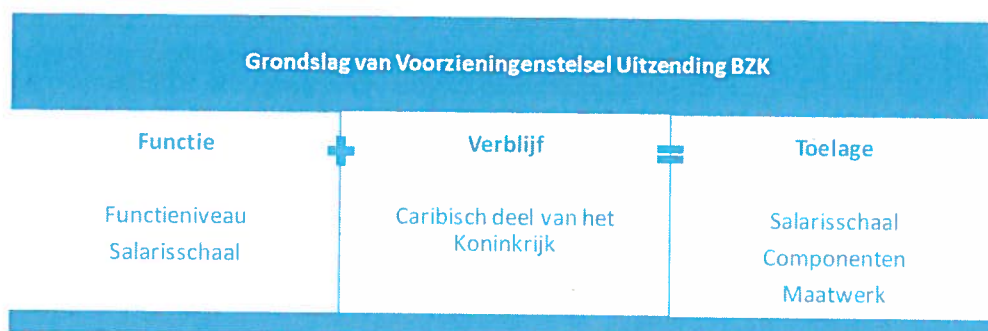 Grondslag van Voorzieningenstelsel Uitzending BZK
Functie
Functieniveau
Salarisschaal
Verblijf
Caribisch deel van het
Koninkrijk
Toelage
Salarisschaal
Componenten
Maatwerk